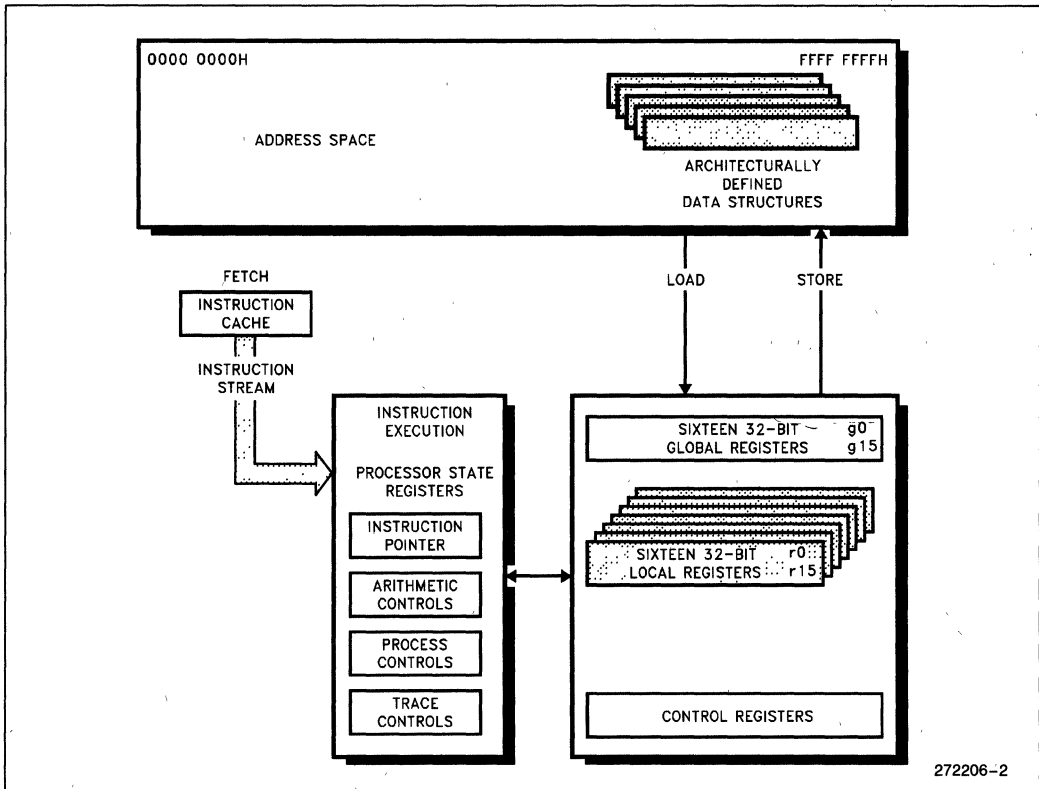 0000 0000H
FFFF FFFFH
ADDRESS SPACE
ARCHITECTURALLY
DEFINED
DATA STRUCTURES
FETCH
LOAD
STORE
INSTRUCTION
CACHE
INSTRUCTION
STREAM
INSTRUCTION
EXECUTION
PROCESSOR STATE
REGISTERS
INSTRUCTION
POINTER
ARITHMETIC
CONTROLS
PROCESS
CONTROLS
TRACE
CONTROLS
SIXTEEN 32-BIT g0
GLOBAL REGISTERS g15
SIXTEEN 32-BIT r0
LOCAL REGISTERS r15
CONTROL REGISTERS
272206-2